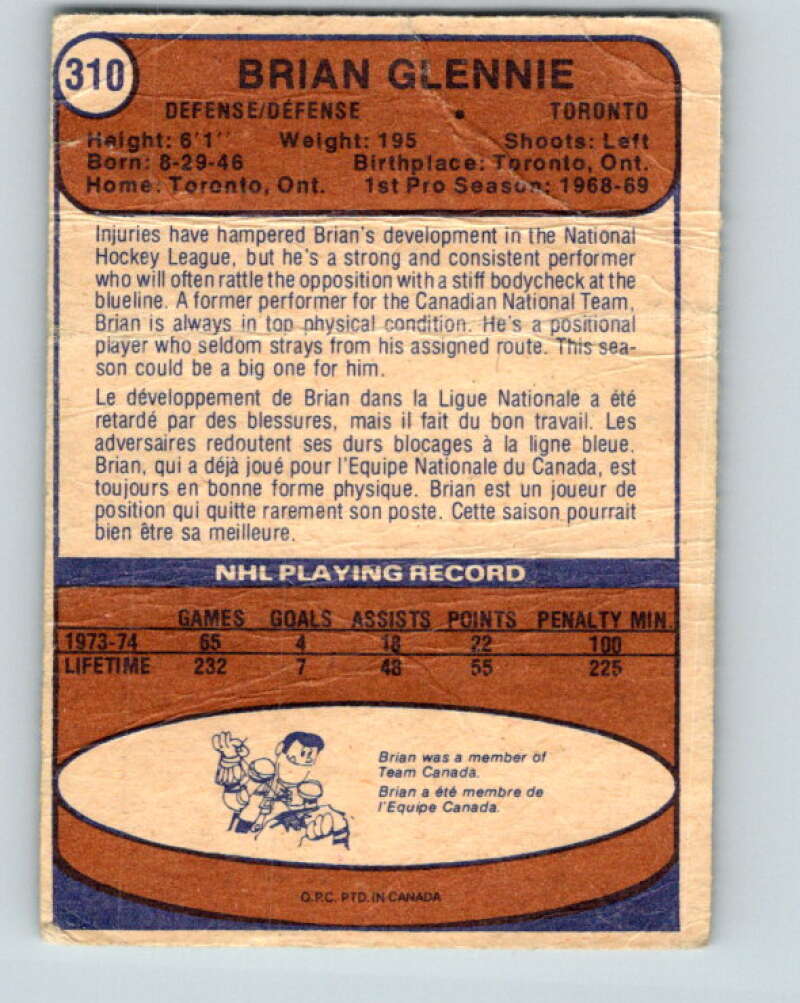 310
BRIAN GLENNIE
DEFENSE/DÉFENSE • TORONTO
Height: 6'1" Weight: 195 Shoots: Left
Born: 8-29-46 Birthplace: Toronto, Ont.
Home: Toronto, Ont. 1st Pro Season: 1968-69
Injuries have hampered Brian's development in the National
Hockey League, but he's a strong and consistent performer
who will often rattle the opposition with a stiff bodycheck at the
blueline. A former performer for the Canadian National Team,
Brian is always in top physical condition. He's a positional
player who seldom strays from his assigned route. This sea-
son could be a big one for him.
Le développement de Brian dans la Ligue Nationale a été
retardé par des blessures, mais il fait du bon travail. Les
adversaires redoutent ses durs blocages à la ligne bleue.
Brian, qui a déjà joué pour l'Equipe Nationale du Canada, est
toujours en bonne forme physique. Brian est un joueur de
position qui quitte rarement son poste. Cette saison pourrait
bien être sa meilleure.
NHL PLAYING RECORD
GAMES GOALS ASSISTS POINTS PENALTY MIN.
1973-74 65 4 18 22 100
LIFETIME 232 7 48 55 225
Brian was a member of
Team Canada.
Brian a été membre de
l'Equipe Canada.
O.P.C. PTD. IN CANADA